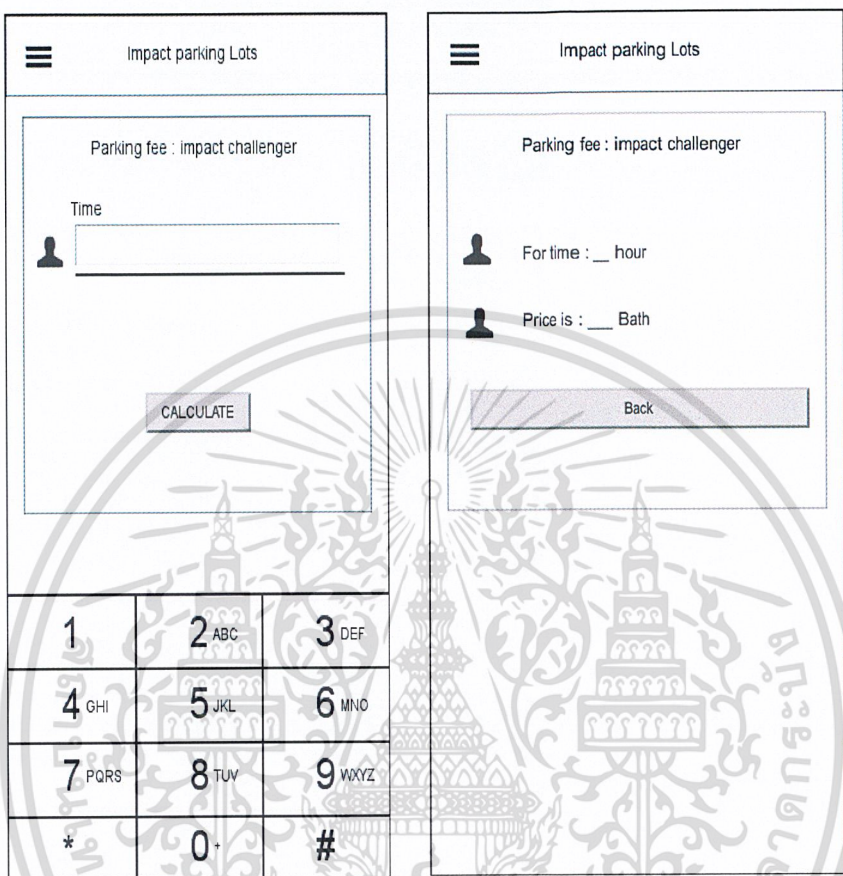 Impact parking Lots
Parking fee : impact challenger
Time
CALCULATE
1
2 ABC
3 DEF
4 GHI
5 JKL
6 MNO
7 PQRS
8 TUV
9 WXYZ
*
0 +
#
Impact parking Lots
Parking fee : impact challenger
For time : __ hour
Price is : ___ Bath
Back